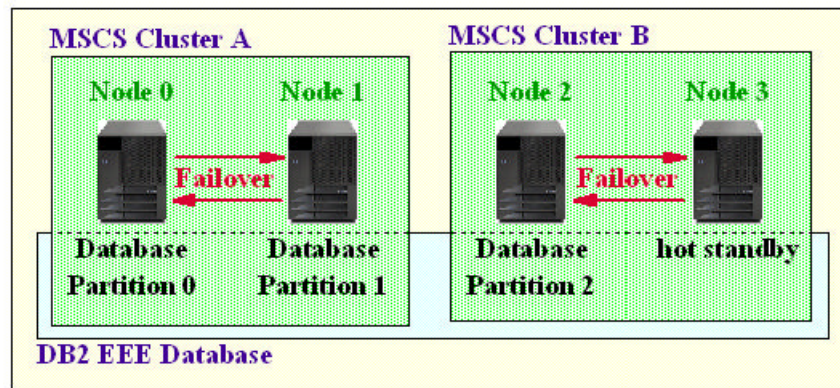 MSCS Cluster A
MSCS Cluster B
Node 0
Node 1
Node 2
Node 3
Failover
Failover
Database
Partition 0
Database
Partition 1
Database
Partition 2
hot standby
DB2 EEE Database